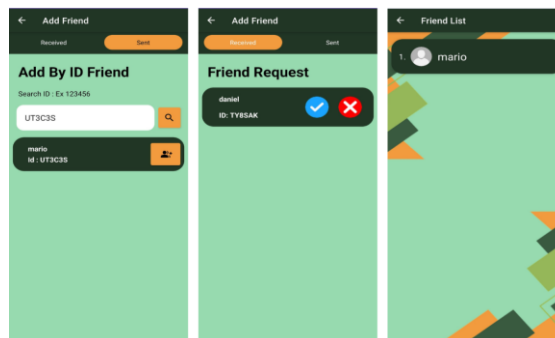 Add Friend
Received Sent
Add By ID Friend
Search ID : Ex 123456
UT3C3S
mario
Id : UT3C3S
Add Friend
Received Sent
Friend Request
daniel
ID: TY8SAK
Friend List
1. mario